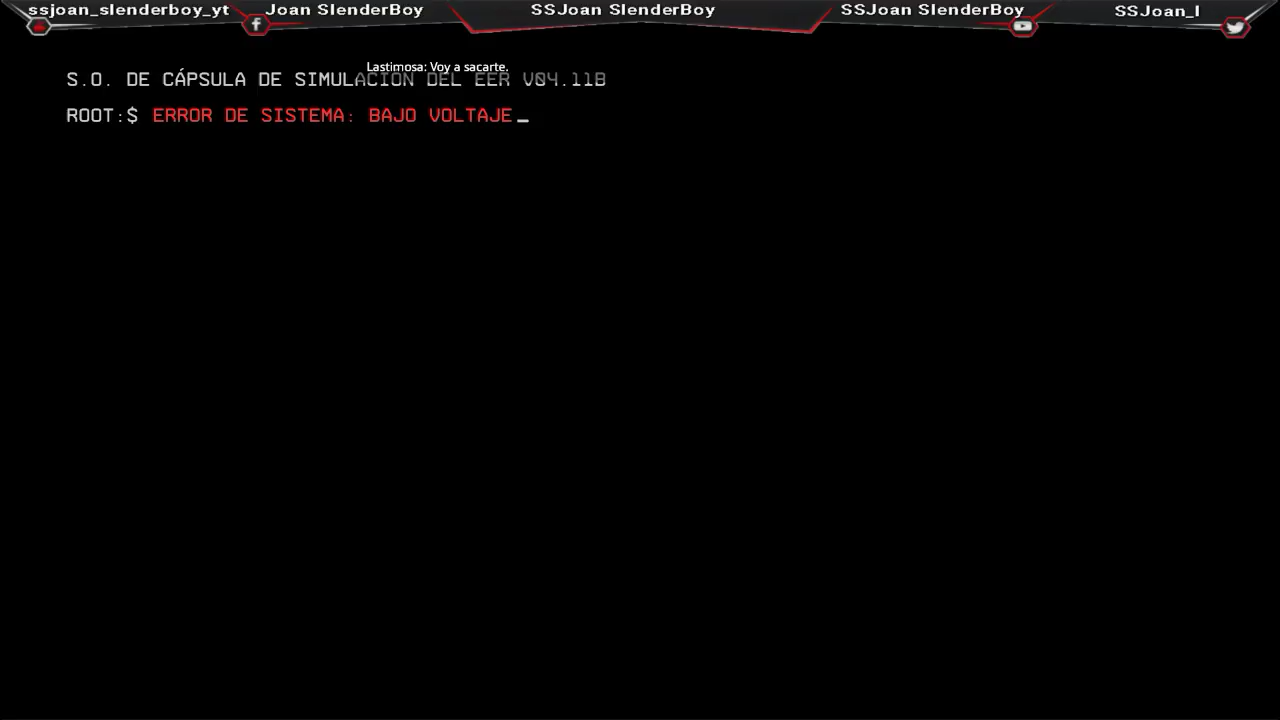 ssjoan_slenderboy_yt Joan SlenderBoy SSJoan SlenderBoy SSJoan SlenderBoy SSJoan_l
Lastimosa: Voy a sacarte.
S.O. DE CÁPSULA DE SIMULACIÓN DEL EER V04.11B
ROOT:$ ERROR DE SISTEMA: BAJO VOLTAJE_